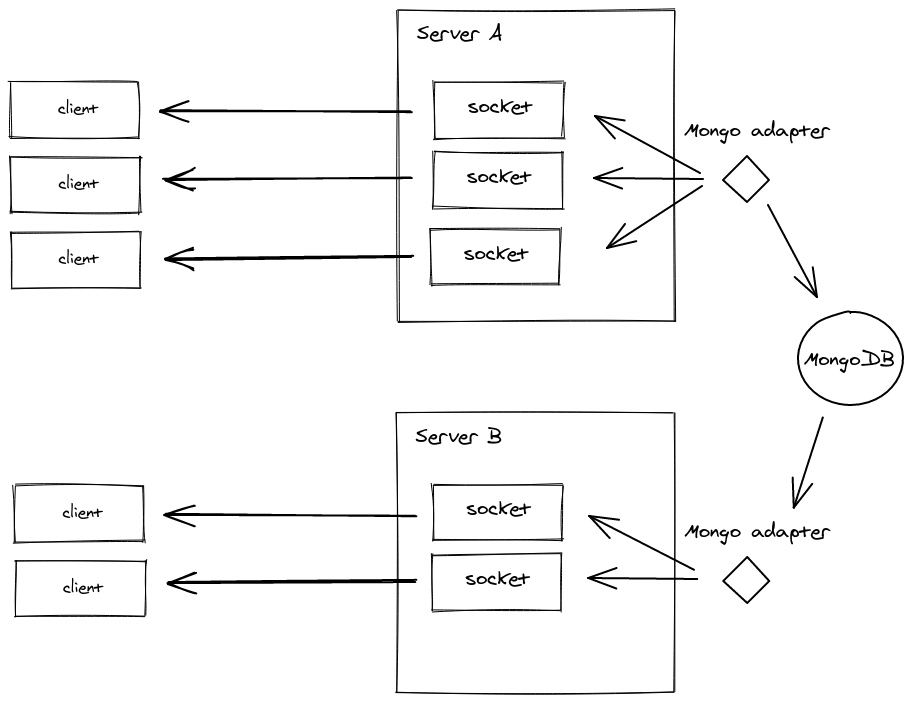 Server A
client
socket
Mongo adapter
client
socket
client
socket
MongoDB
Server B
client
socket
Mongo adapter
client
socket